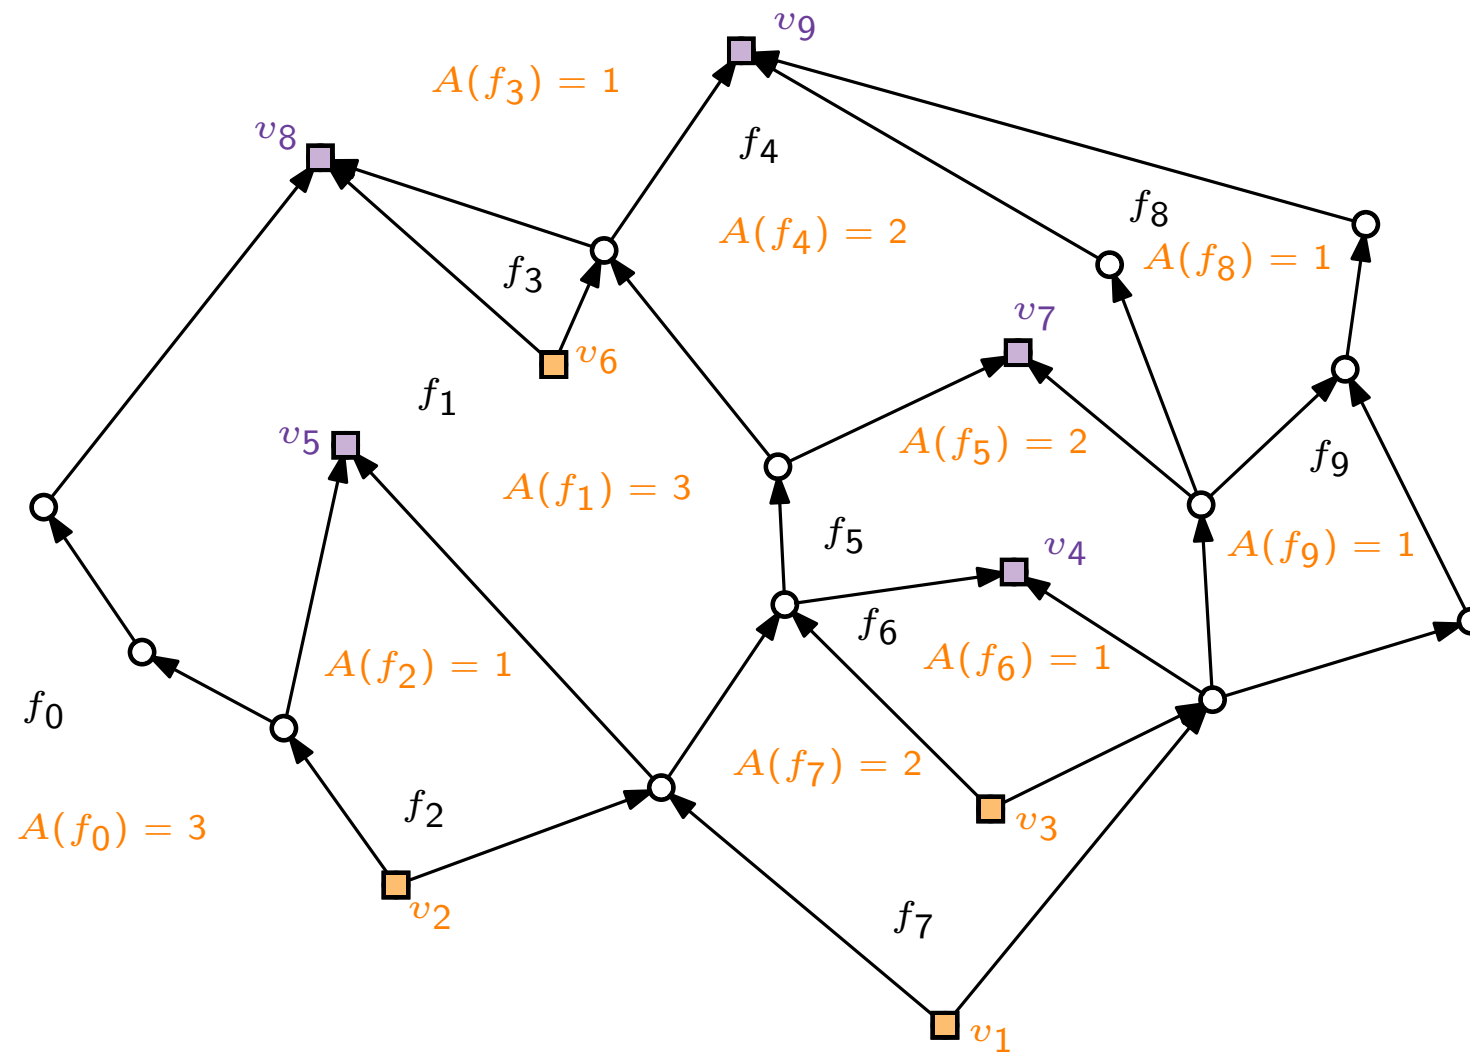 v9
A(f3) = 1
v8
f4
f8
A(f4) = 2
A(f8) = 1
f3
v7
v6
f1
v5
A(f5) = 2
f9
A(f1) = 3
f5
v4
A(f9) = 1
f6
A(f2) = 1
A(f6) = 1
f0
A(f7) = 2
f2
v3
A(f0) = 3
v2
f7
v1